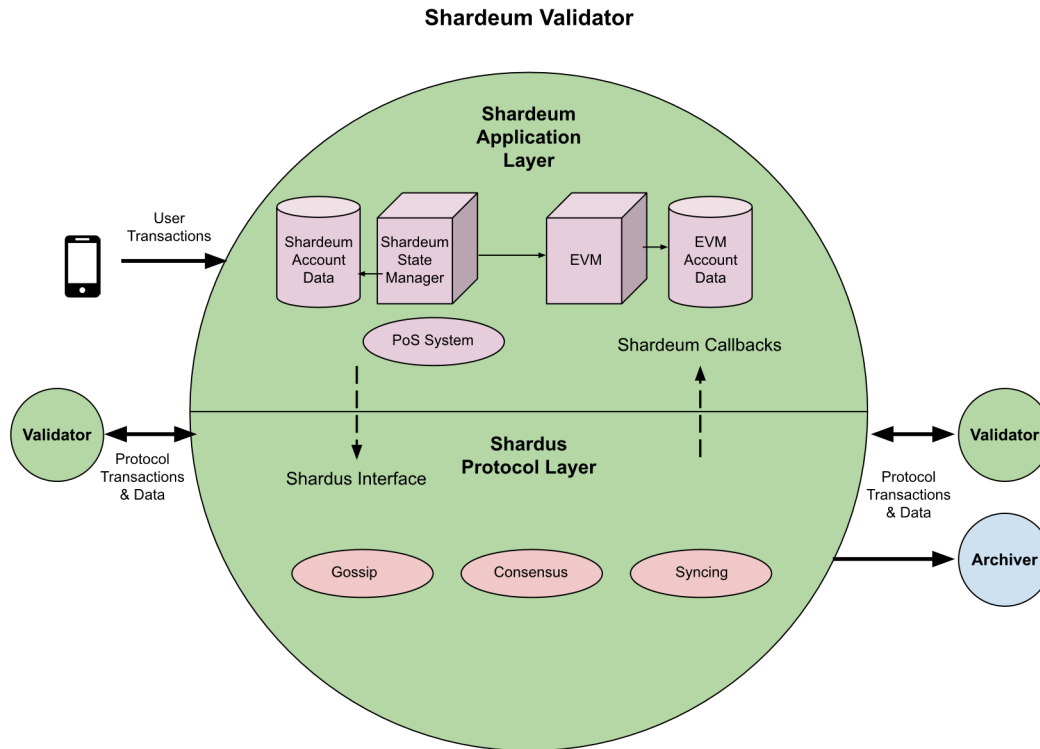 Shardeum Validator
Shardeum
Application
Layer
User
Transactions
Shardeum
Account
Data
Shardeum
State
Manager
EVM
EVM
Account
Data
PoS System
Shardeum Callbacks
Validator
Protocol
Transactions
& Data
Shardus
Protocol Layer
Shardus Interface
Validator
Protocol
Transactions
& Data
Gossip
Consensus
Syncing
Archiver